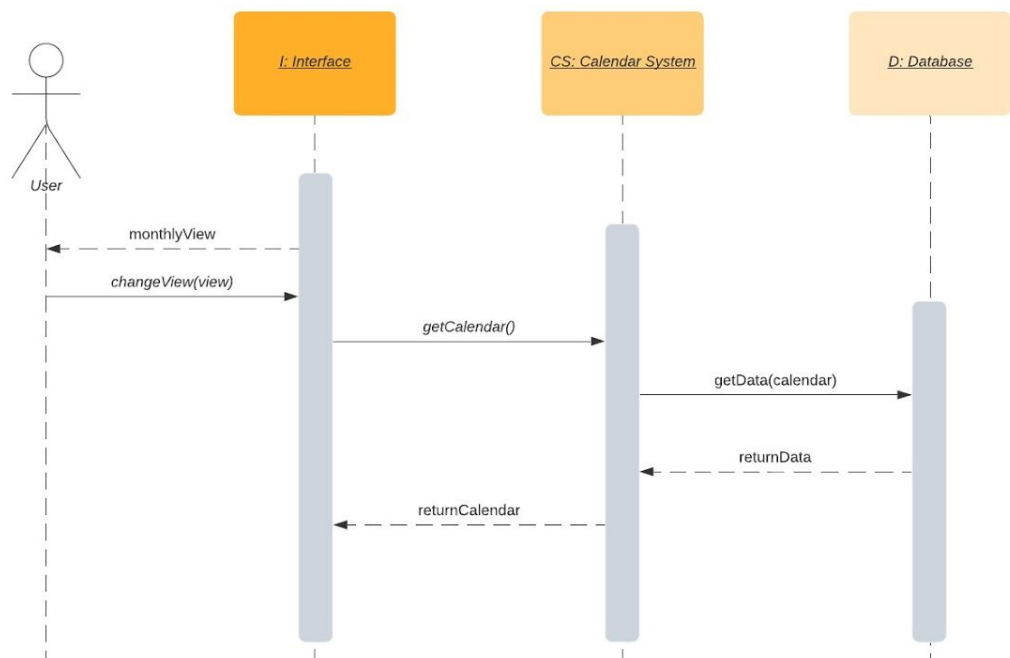 I: Interface
CS: Calendar System
D: Database
User
monthlyView
changeView(view)
getCalendar()
getData(calendar)
returnData
returnCalendar